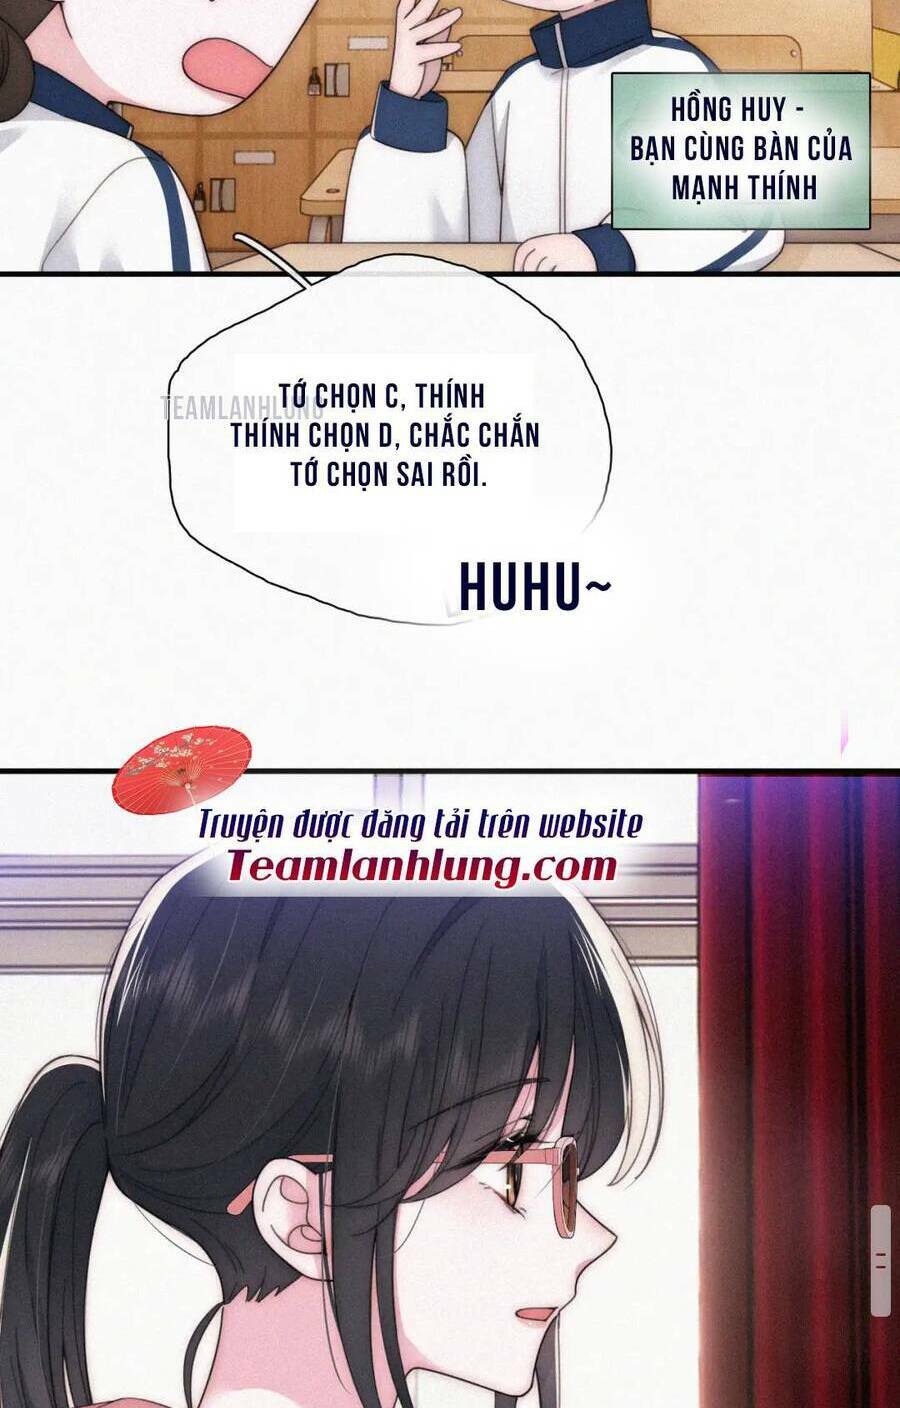 HỒNG HUY -
BẠN CÙNG BÀN CỦA
MẠNH THÍNH
TEAMLANHLUNG
TỚ CHỌN C, THÍNH
THÍNH CHỌN D, CHẮC CHẮN
TỚ CHỌN SAI RỒI.
HUHU~
Truyện được đăng tải trên website
Teamlanhlung.com